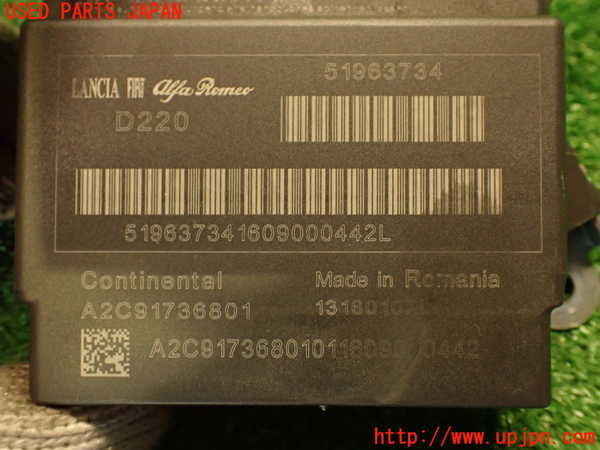 USED PARTS JAPAN
LANCIA FIAT Alfa Romeo
51963734
D220
519637341609000442L
Continental
Made in Romania
A2C91736801
http://www.upjpn.com/